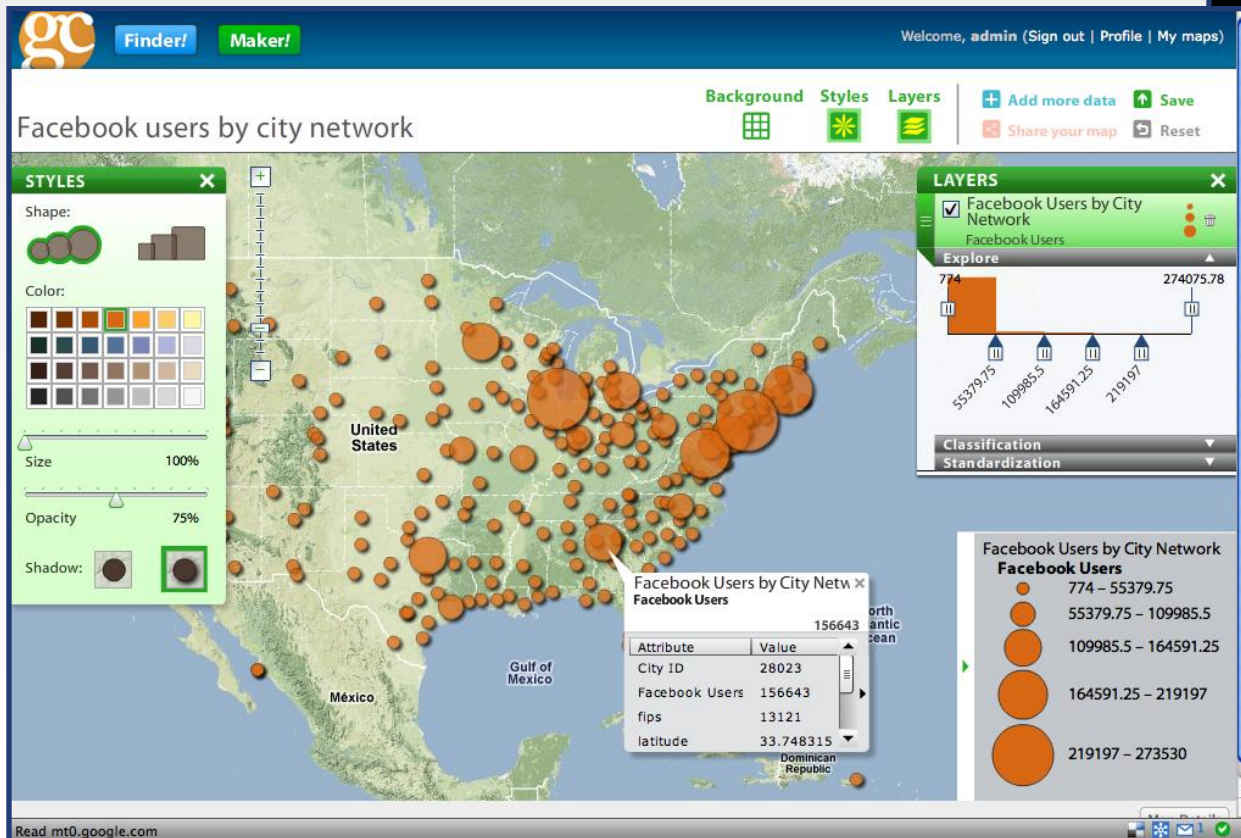 gc
Finder!
Maker!
Welcome, admin (Sign out | Profile | My maps)
Facebook users by city network
Background
Styles
Layers
Add more data
Save
Share your map
Reset
STYLES
Shape:
Color:
Size 100%
Opacity 75%
Shadow:
United
States
Gulf of
Mexico
México
Dominican
Republic
orth
antic
cean
LAYERS
Facebook Users by City
Network
Facebook Users
Explore
774
274075.78
55379.75
109985.5
164591.25
219197
Classification
Standardization
Facebook Users by City Netw
Facebook Users
156643
Attribute Value
City ID 28023
Facebook Users 156643
fips 13121
latitude 33.748315
Facebook Users by City Network
Facebook Users
774 – 55379.75
55379.75 – 109985.5
109985.5 – 164591.25
164591.25 – 219197
219197 – 273530
Read mt0.google.com
1